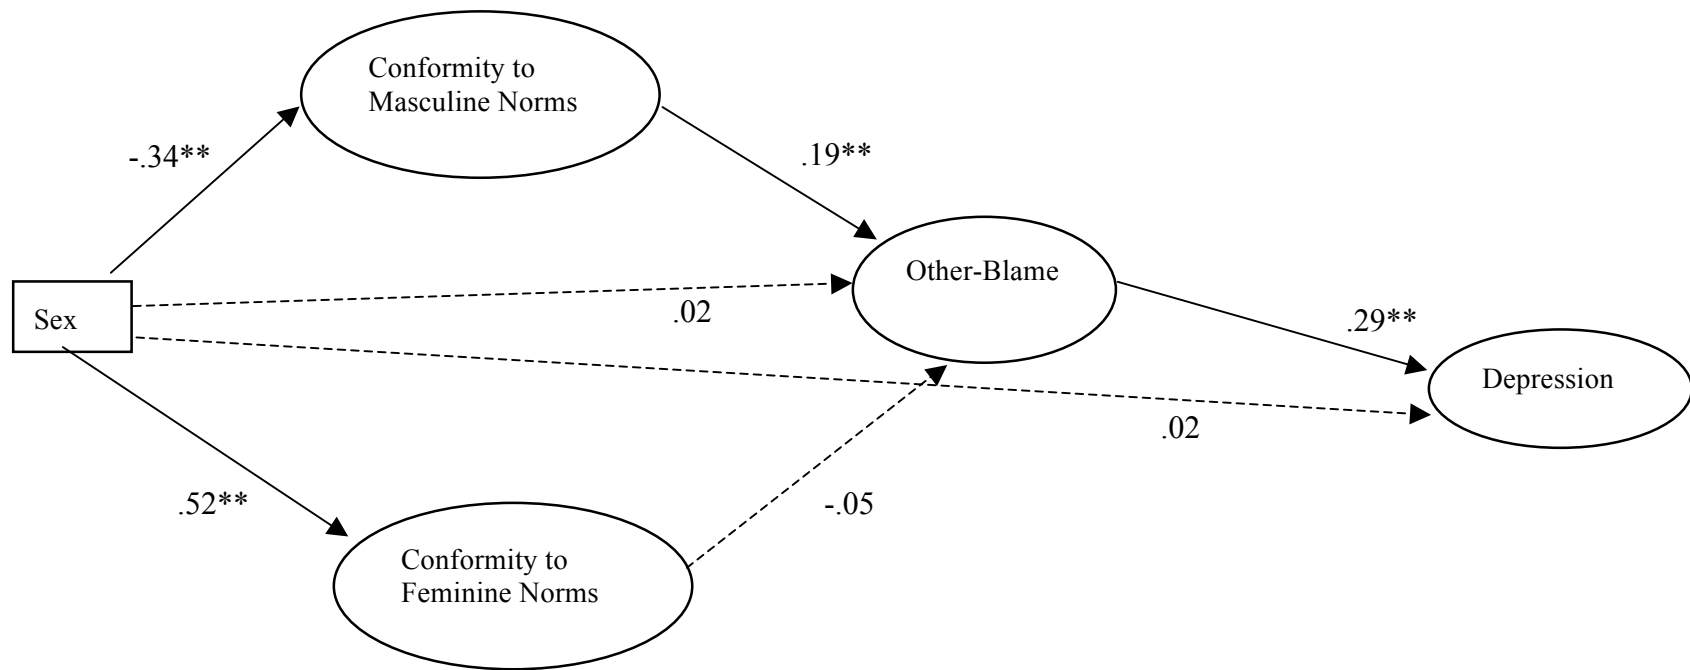 Conformity to
Masculine Norms
-.34**
.19**
Other-Blame
Sex
.02
.29**
Depression
.02
.52**
-.05
Conformity to
Feminine Norms